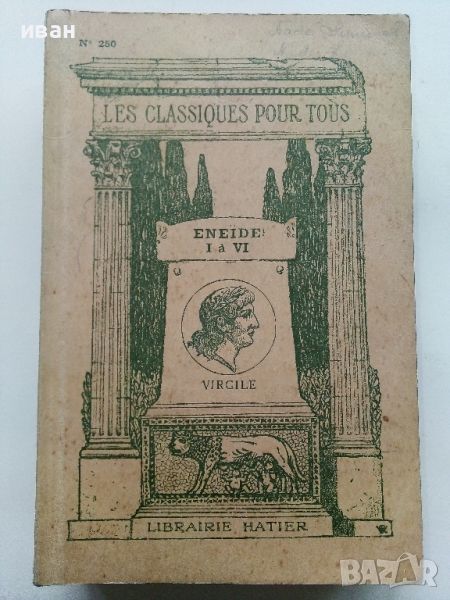 иван
N° 250
LES CLASSIQUES POUR TOUS
ENEIDE
I à VI
VIRGILE
LIBRAIRIE HATIER
BAZAR